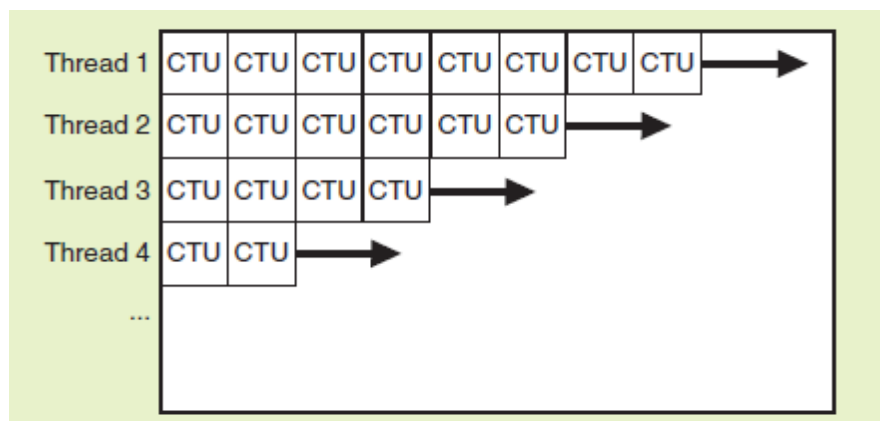 Thread 1 CTU CTU CTU CTU CTU CTU CTU CTU
Thread 2 CTU CTU CTU CTU CTU CTU
Thread 3 CTU CTU CTU CTU
Thread 4 CTU CTU
...